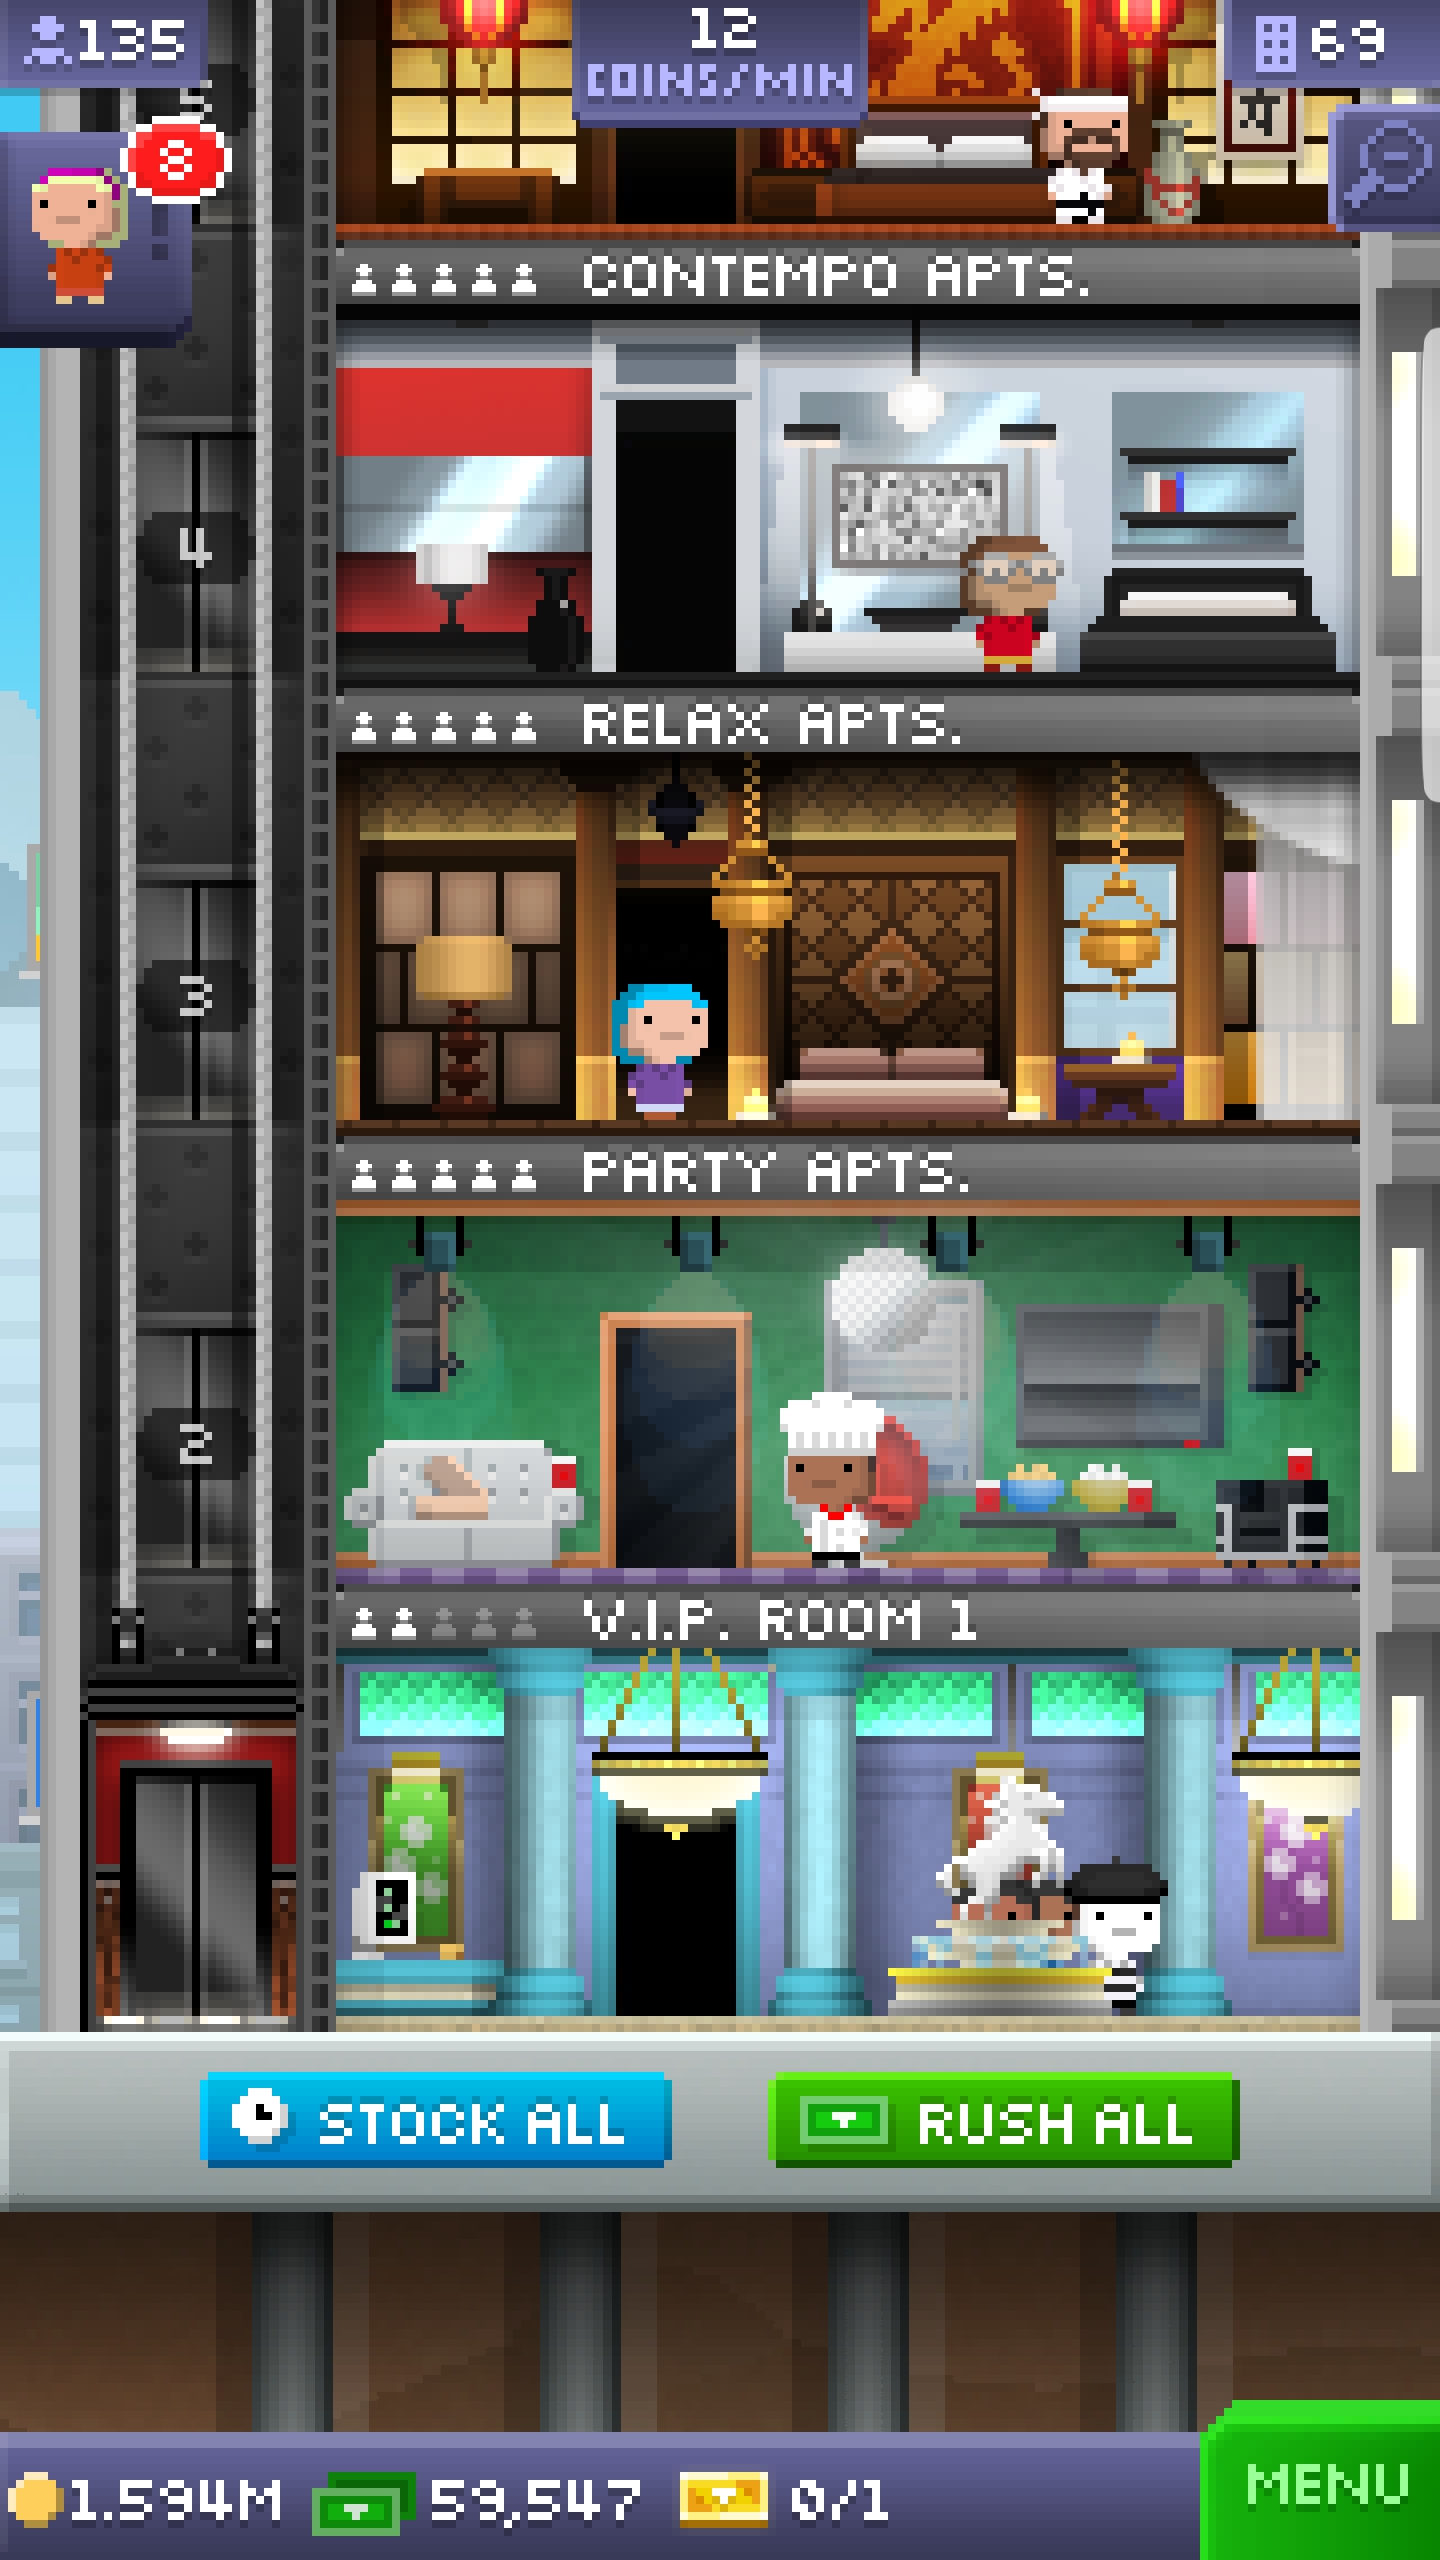 135
12
COINS/MIN
69
5
8
CONTEMPO APTS.
4
RELAX APTS.
3
PARTY APTS.
2
V.I.P. ROOM 1
STOCK ALL
RUSH ALL
1.594M
59,547
0/1
MENU